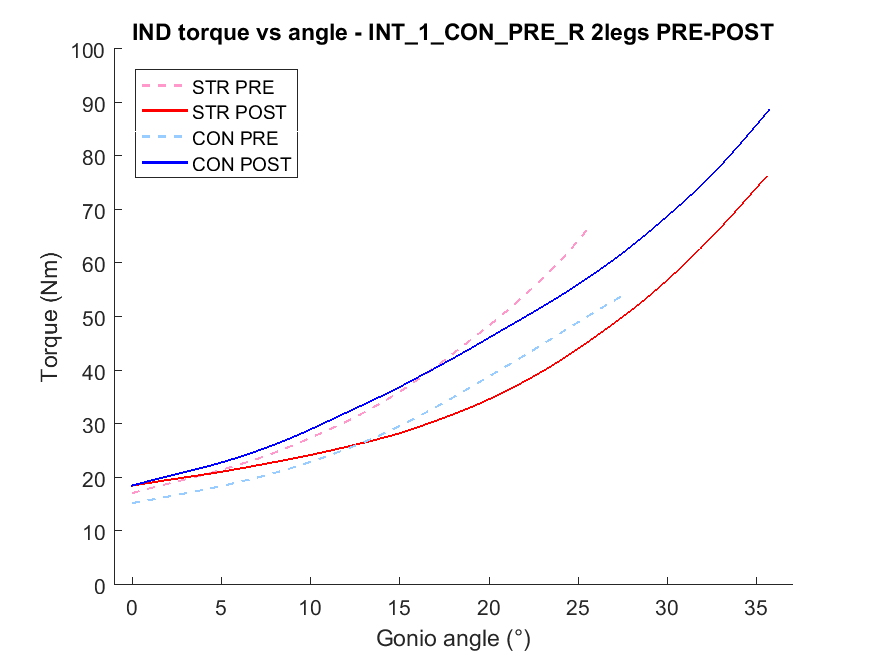 IND torque vs angle - INT_1_CON_PRE_R 2legs PRE-POST
100
90
80
70
60
50
40
30
20
10
0
Torque (Nm)
STR PRE
STR POST
CON PRE
CON POST
0 5 10 15 20 25 30 35
Gonio angle (°)